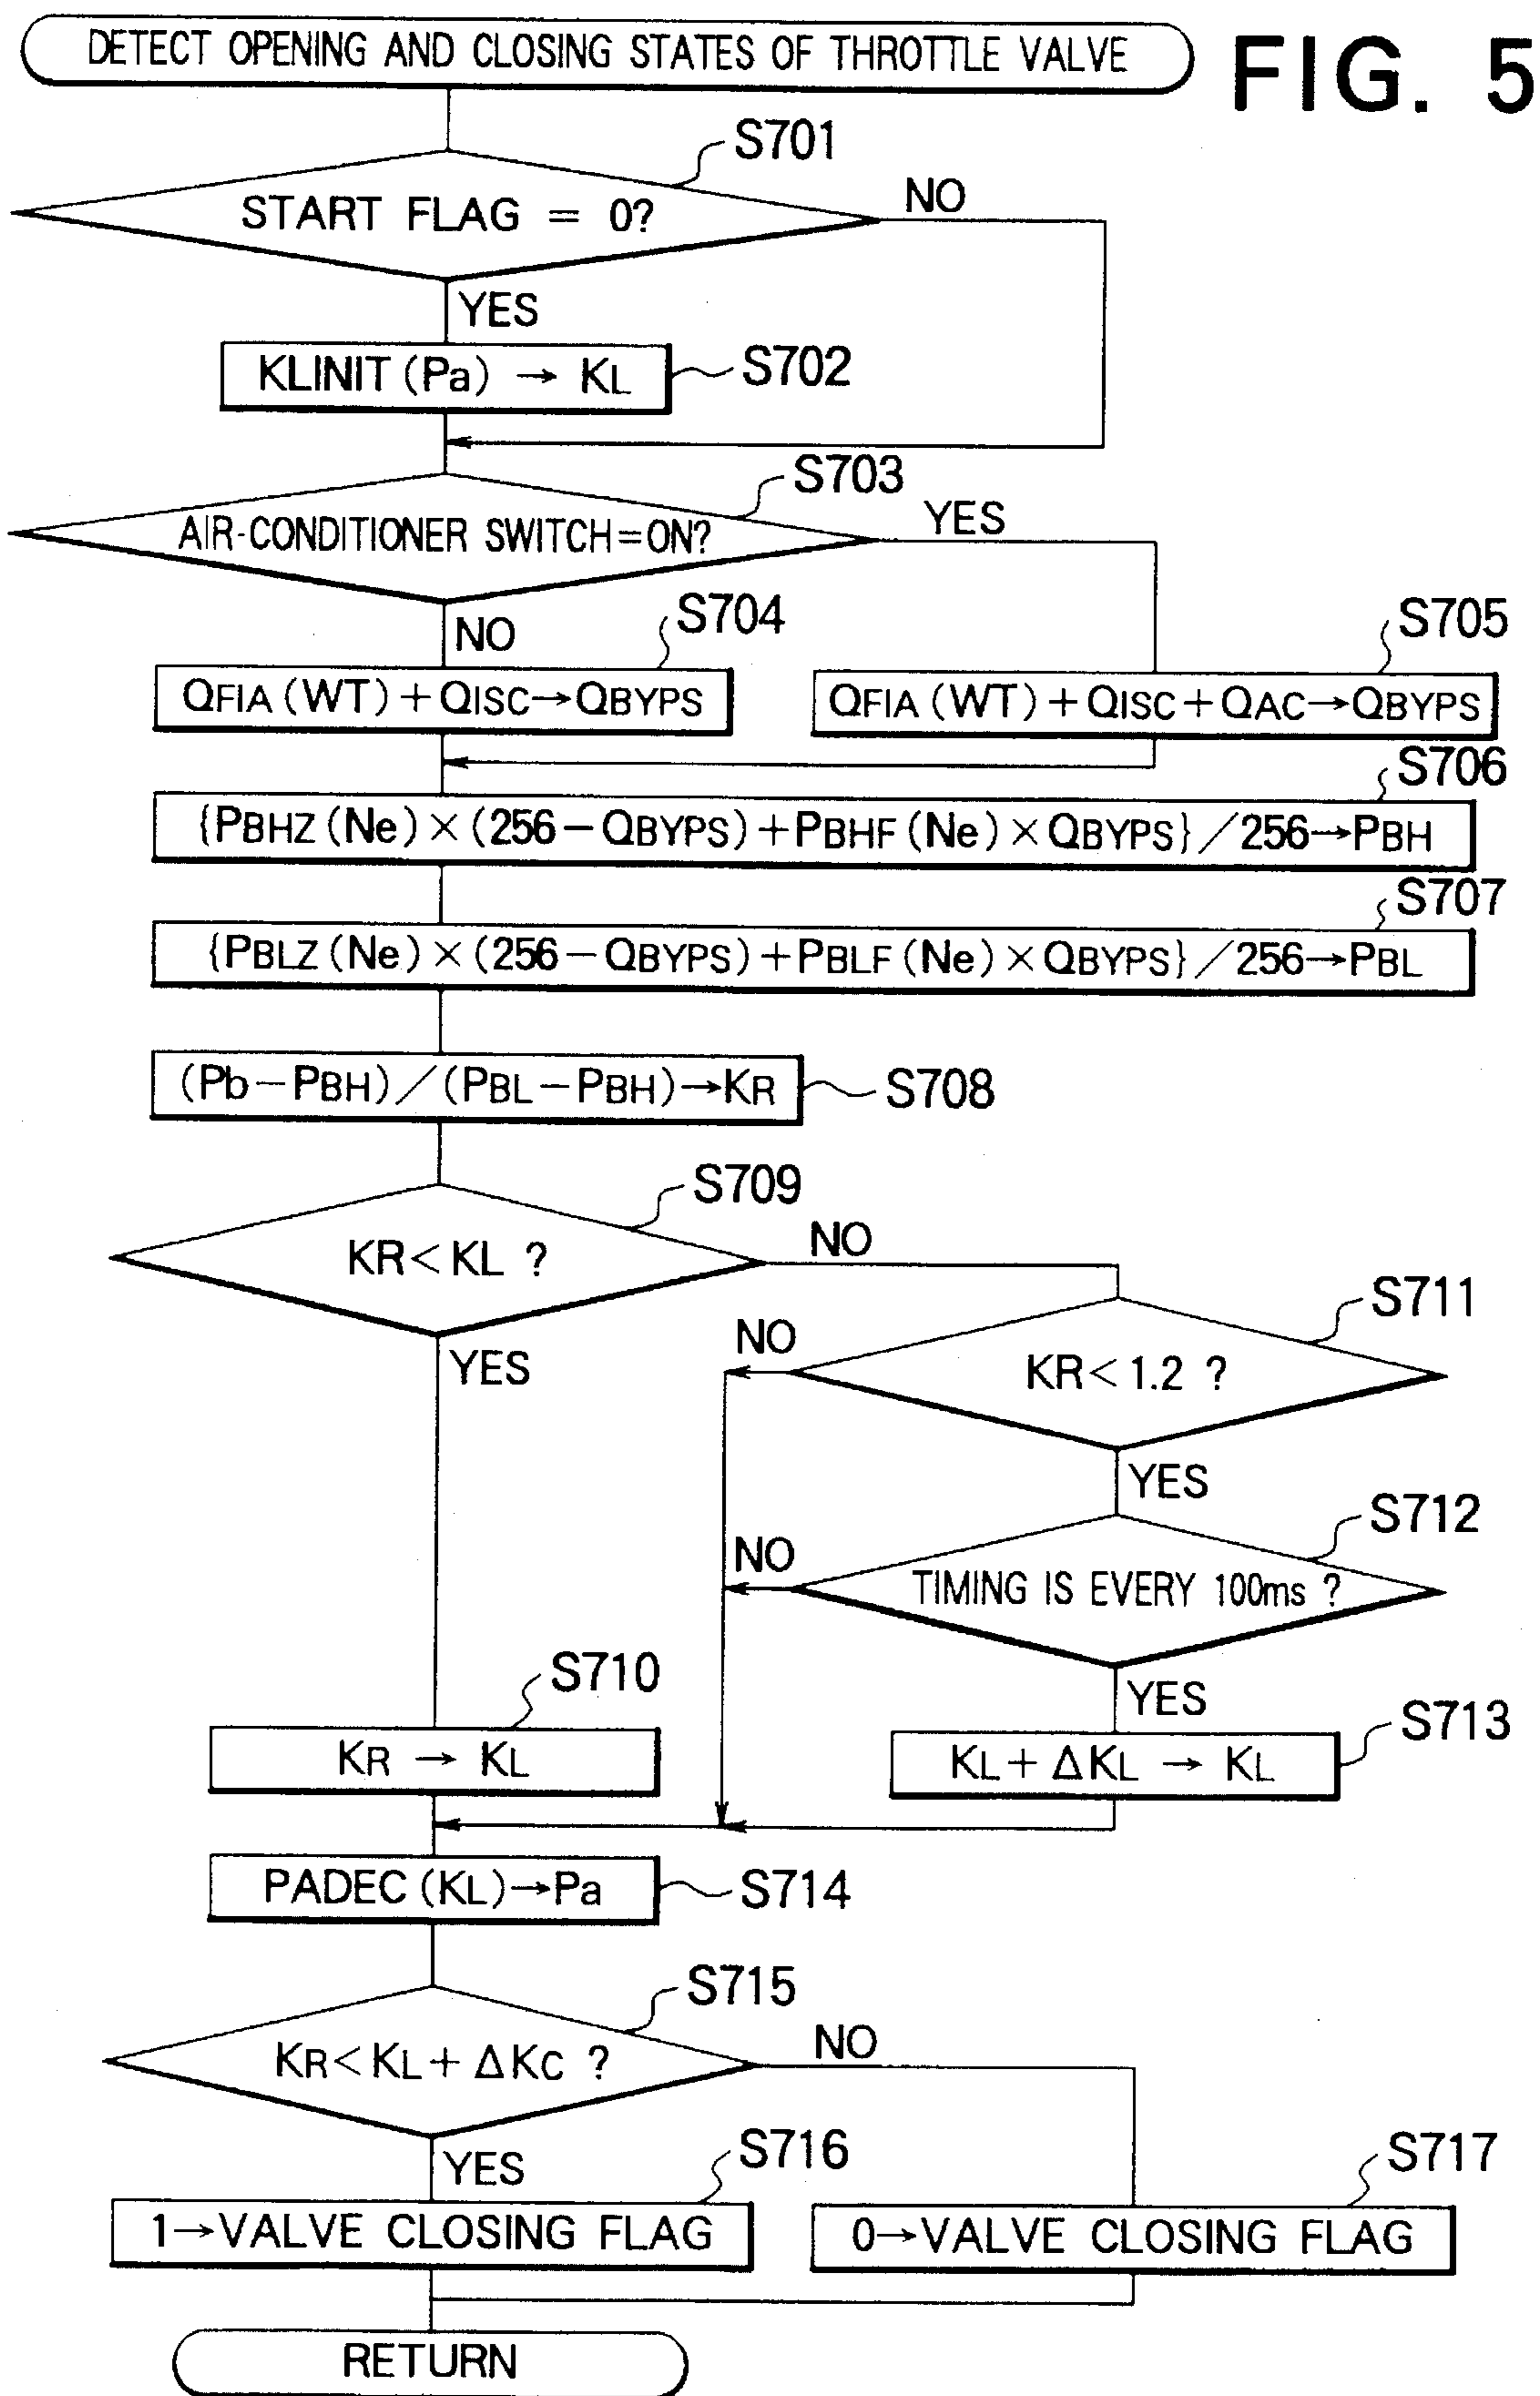 DETECT OPENING AND CLOSING STATES OF THROTTLE VALVE
FIG. 5
S701
START FLAG = 0?
NO
YES
KLINIT (Pa) → KL
S702
S703
AIR-CONDITIONER SWITCH=ON?
YES
NO
S704
QFIA (WT) + QISC→QBYPS
S705
QFIA (WT) + QISC + QAC→QBYPS
S706
{PBHZ (Ne) × (256 − QBYPS) + PBHF (Ne) × QBYPS} / 256→PBH
S707
{PBLZ (Ne) × (256 − QBYPS) + PBLF (Ne) × QBYPS} / 256→PBL
(Pb − PBH) / (PBL − PBH)→KR
S708
S709
KR < KL ?
NO
YES
S711
NO
KR < 1.2 ?
YES
S712
NO
TIMING IS EVERY 100ms ?
YES
S710
KR → KL
S713
KL + ΔKL → KL
PADEC (KL)→Pa
S714
S715
KR < KL + ΔKC ?
NO
YES
S716
1→VALVE CLOSING FLAG
S717
0→VALVE CLOSING FLAG
RETURN